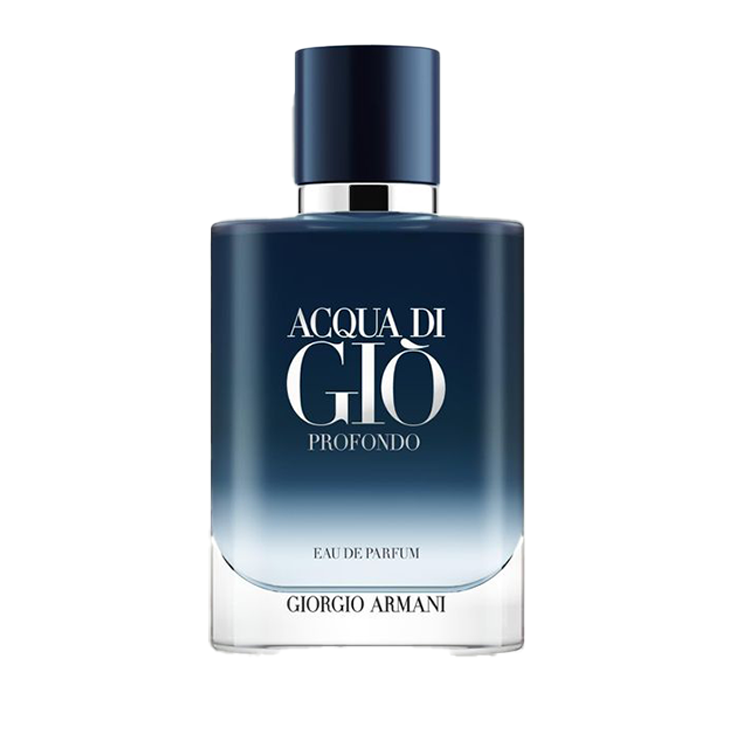 ACQUA DI
GIÒ
PROFONDO
EAU DE PARFUM
GIORGIO ARMANI